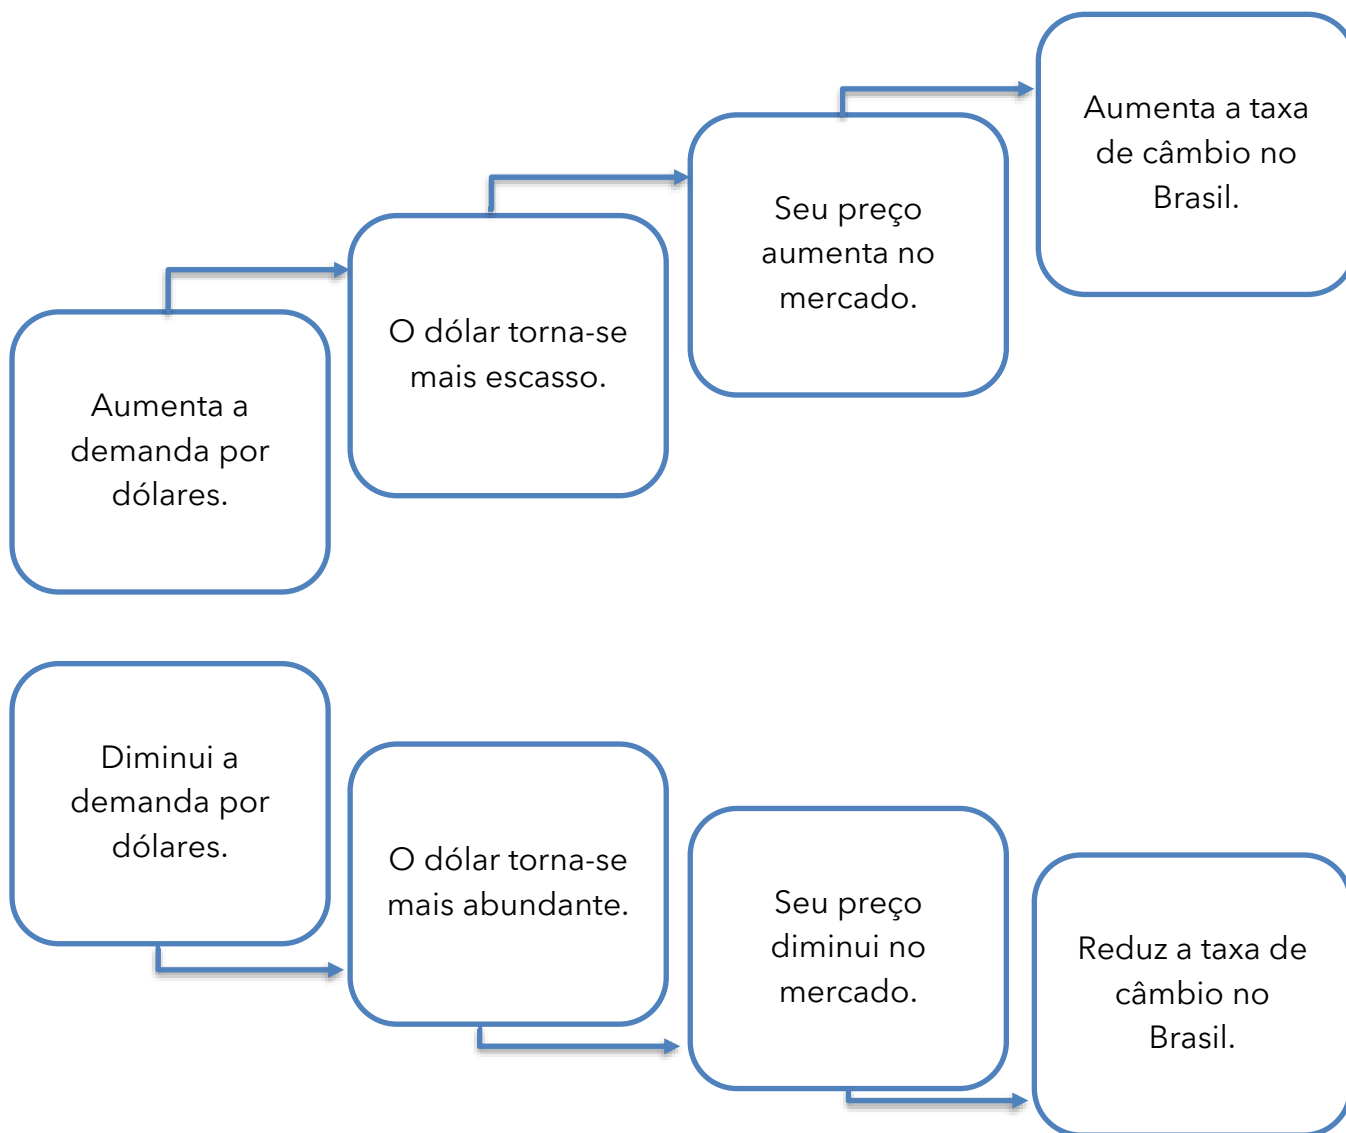 Aumenta a
demanda por
dólares.
O dólar torna-se
mais escasso.
Seu preço
aumenta no
mercado.
Aumenta a taxa
de câmbio no
Brasil.
Diminui a
demanda por
dólares.
O dólar torna-se
mais abundante.
Seu preço
diminui no
mercado.
Reduz a taxa de
câmbio no
Brasil.